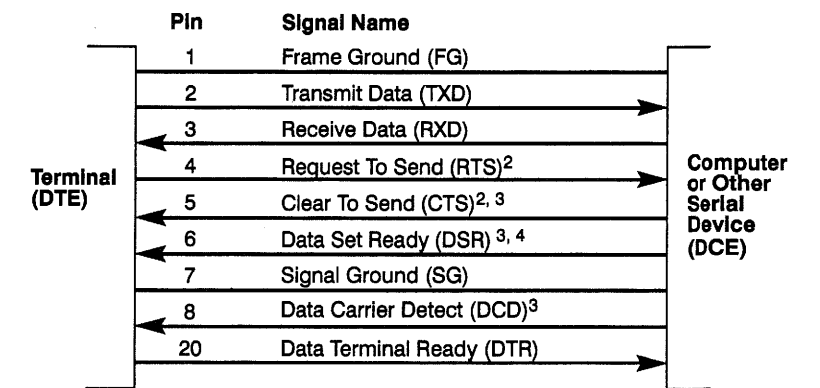 Pin Signal Name
1 Frame Ground (FG)
2 Transmit Data (TXD)
3 Receive Data (RXD)
4 Request To Send (RTS)2
5 Clear To Send (CTS)2, 3
6 Data Set Ready (DSR) 3, 4
7 Signal Ground (SG)
8 Data Carrier Detect (DCD)3
20 Data Terminal Ready (DTR)
Terminal
(DTE)
Computer
or Other
Serial
Device
(DCE)